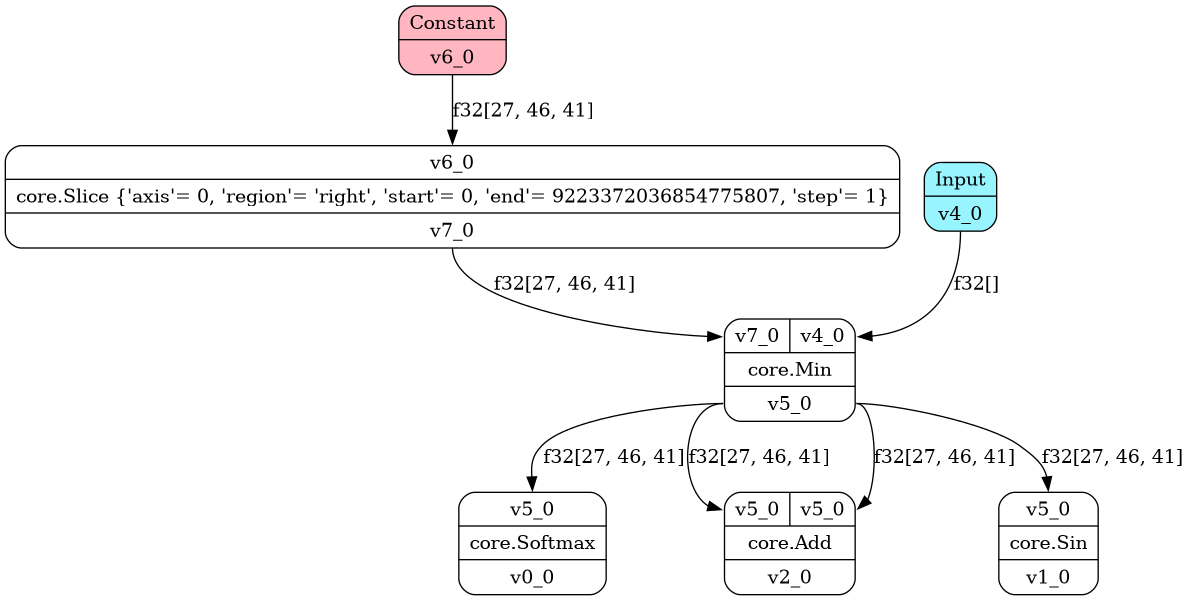 Constant
v6_0
f32[27, 46, 41]
v6_0
core.Slice {'axis'= 0, 'region'= 'right', 'start'= 0, 'end'= 9223372036854775807, 'step'= 1}
v7_0
Input
v4_0
f32[27, 46, 41]
f32[]
v7_0 v4_0
core.Min
v5_0
f32[27, 46, 41] f32[27, 46, 41] f32[27, 46, 41] f32[27, 46, 41]
v5_0
core.Softmax
v0_0
v5_0 v5_0
core.Add
v2_0
v5_0
core.Sin
v1_0